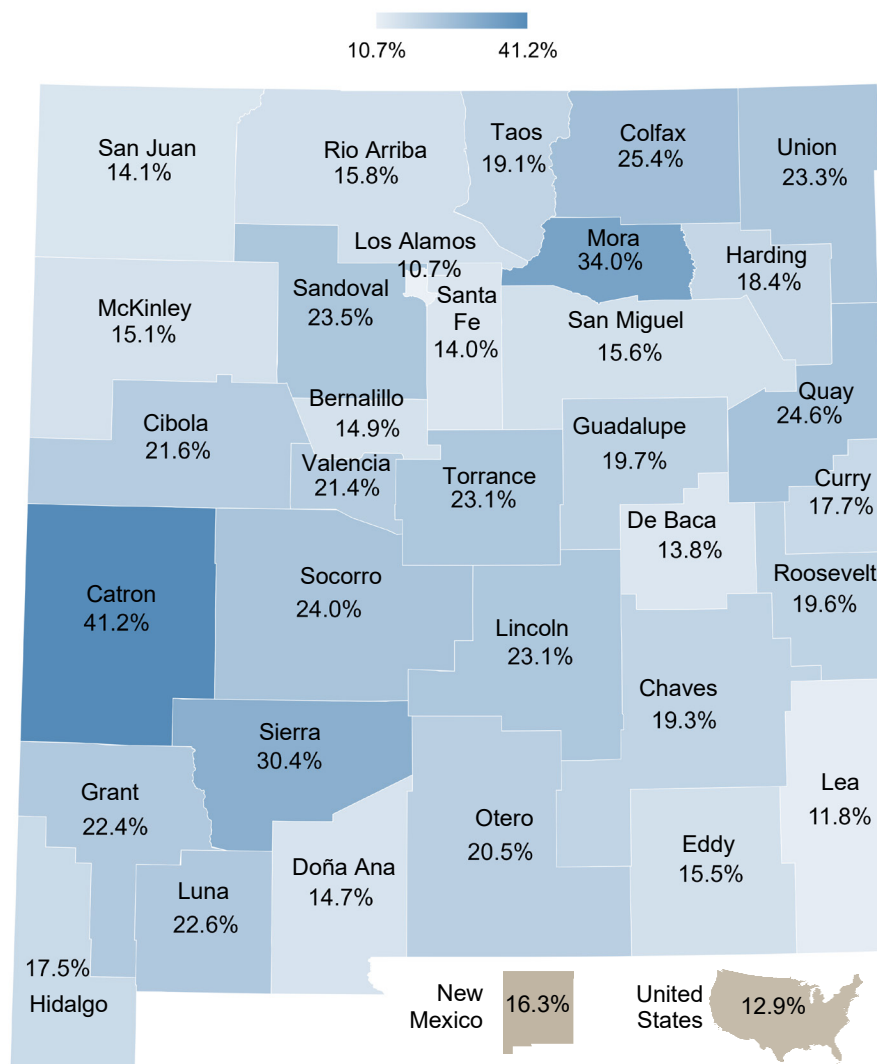 10.7%
41.2%
San Juan
14.1%
Rio Arriba
15.8%
Taos
19.1%
Colfax
25.4%
Union
23.3%
Los Alamos
10.7%
Mora
34.0%
Harding
18.4%
McKinley
15.1%
Sandoval
23.5%
Santa
Fe
14.0%
San Miguel
15.6%
Quay
24.6%
Cibola
21.6%
Bernalillo
14.9%
Valencia
21.4%
Torrance
23.1%
Guadalupe
19.7%
Curry
17.7%
De Baca
13.8%
Roosevelt
19.6%
Catron
41.2%
Socorro
24.0%
Lincoln
23.1%
Chaves
19.3%
Sierra
30.4%
Lea
11.8%
Grant
22.4%
Otero
20.5%
Eddy
15.5%
Luna
22.6%
Doña Ana
14.7%
17.5%
Hidalgo
New
Mexico
16.3%
United
States
12.9%